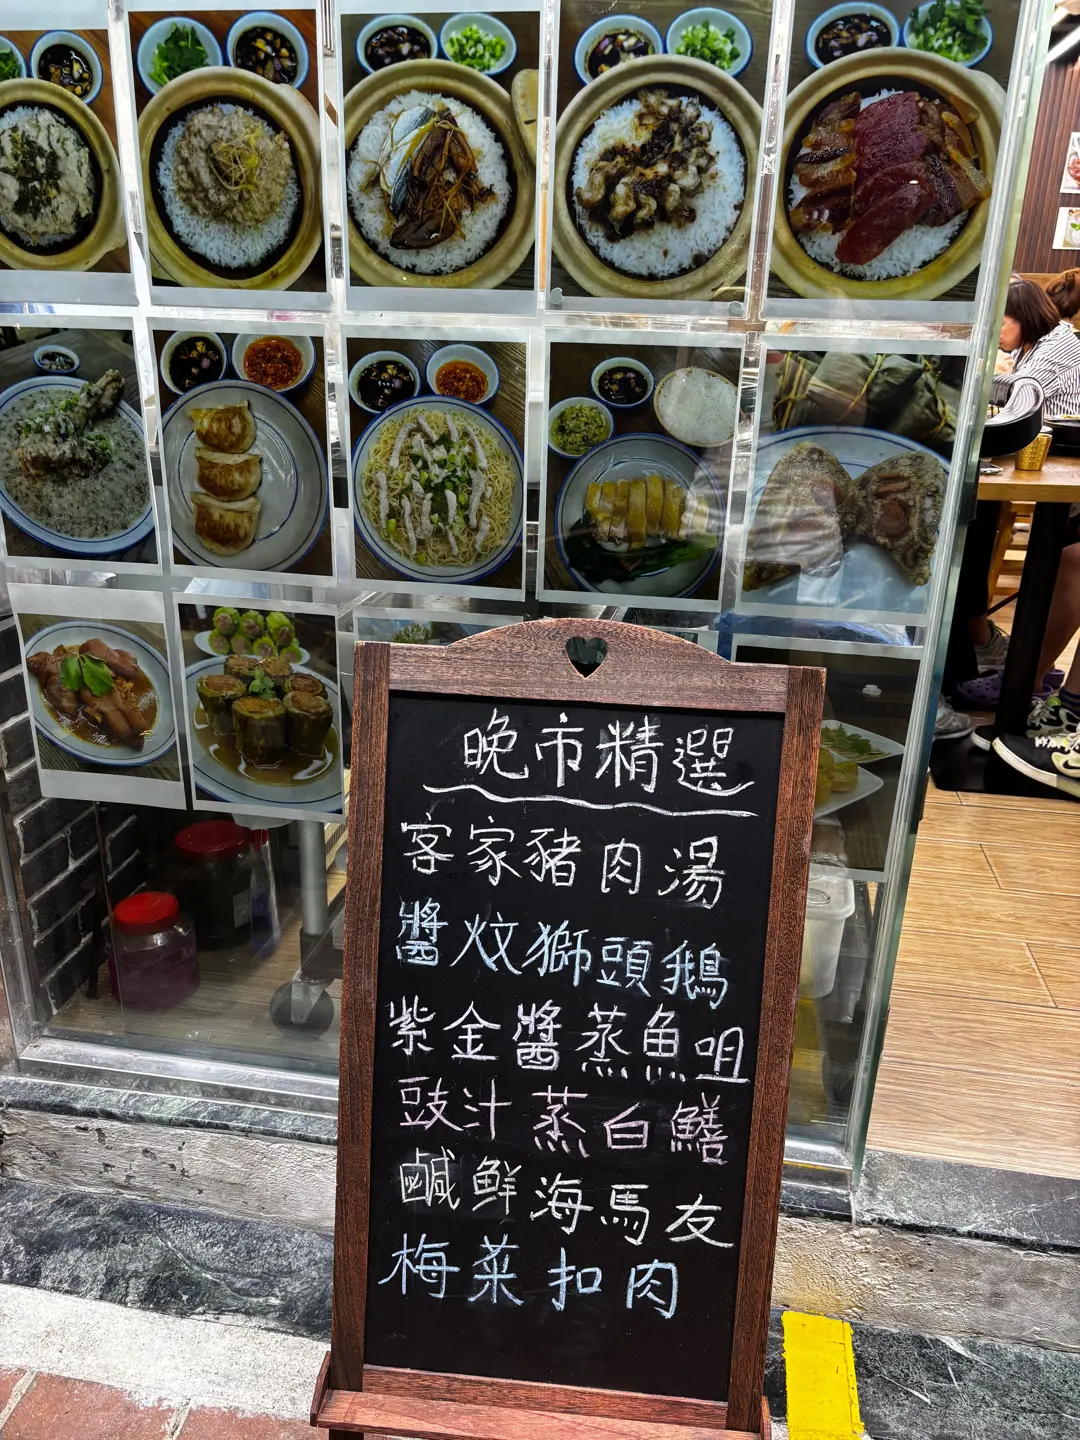 晚市精選
客家豬肉湯
醬炆獅頭鵝
紫金醬蒸魚咀
豉汁蒸白鱔
鹹鮮海馬友
梅菜扣肉